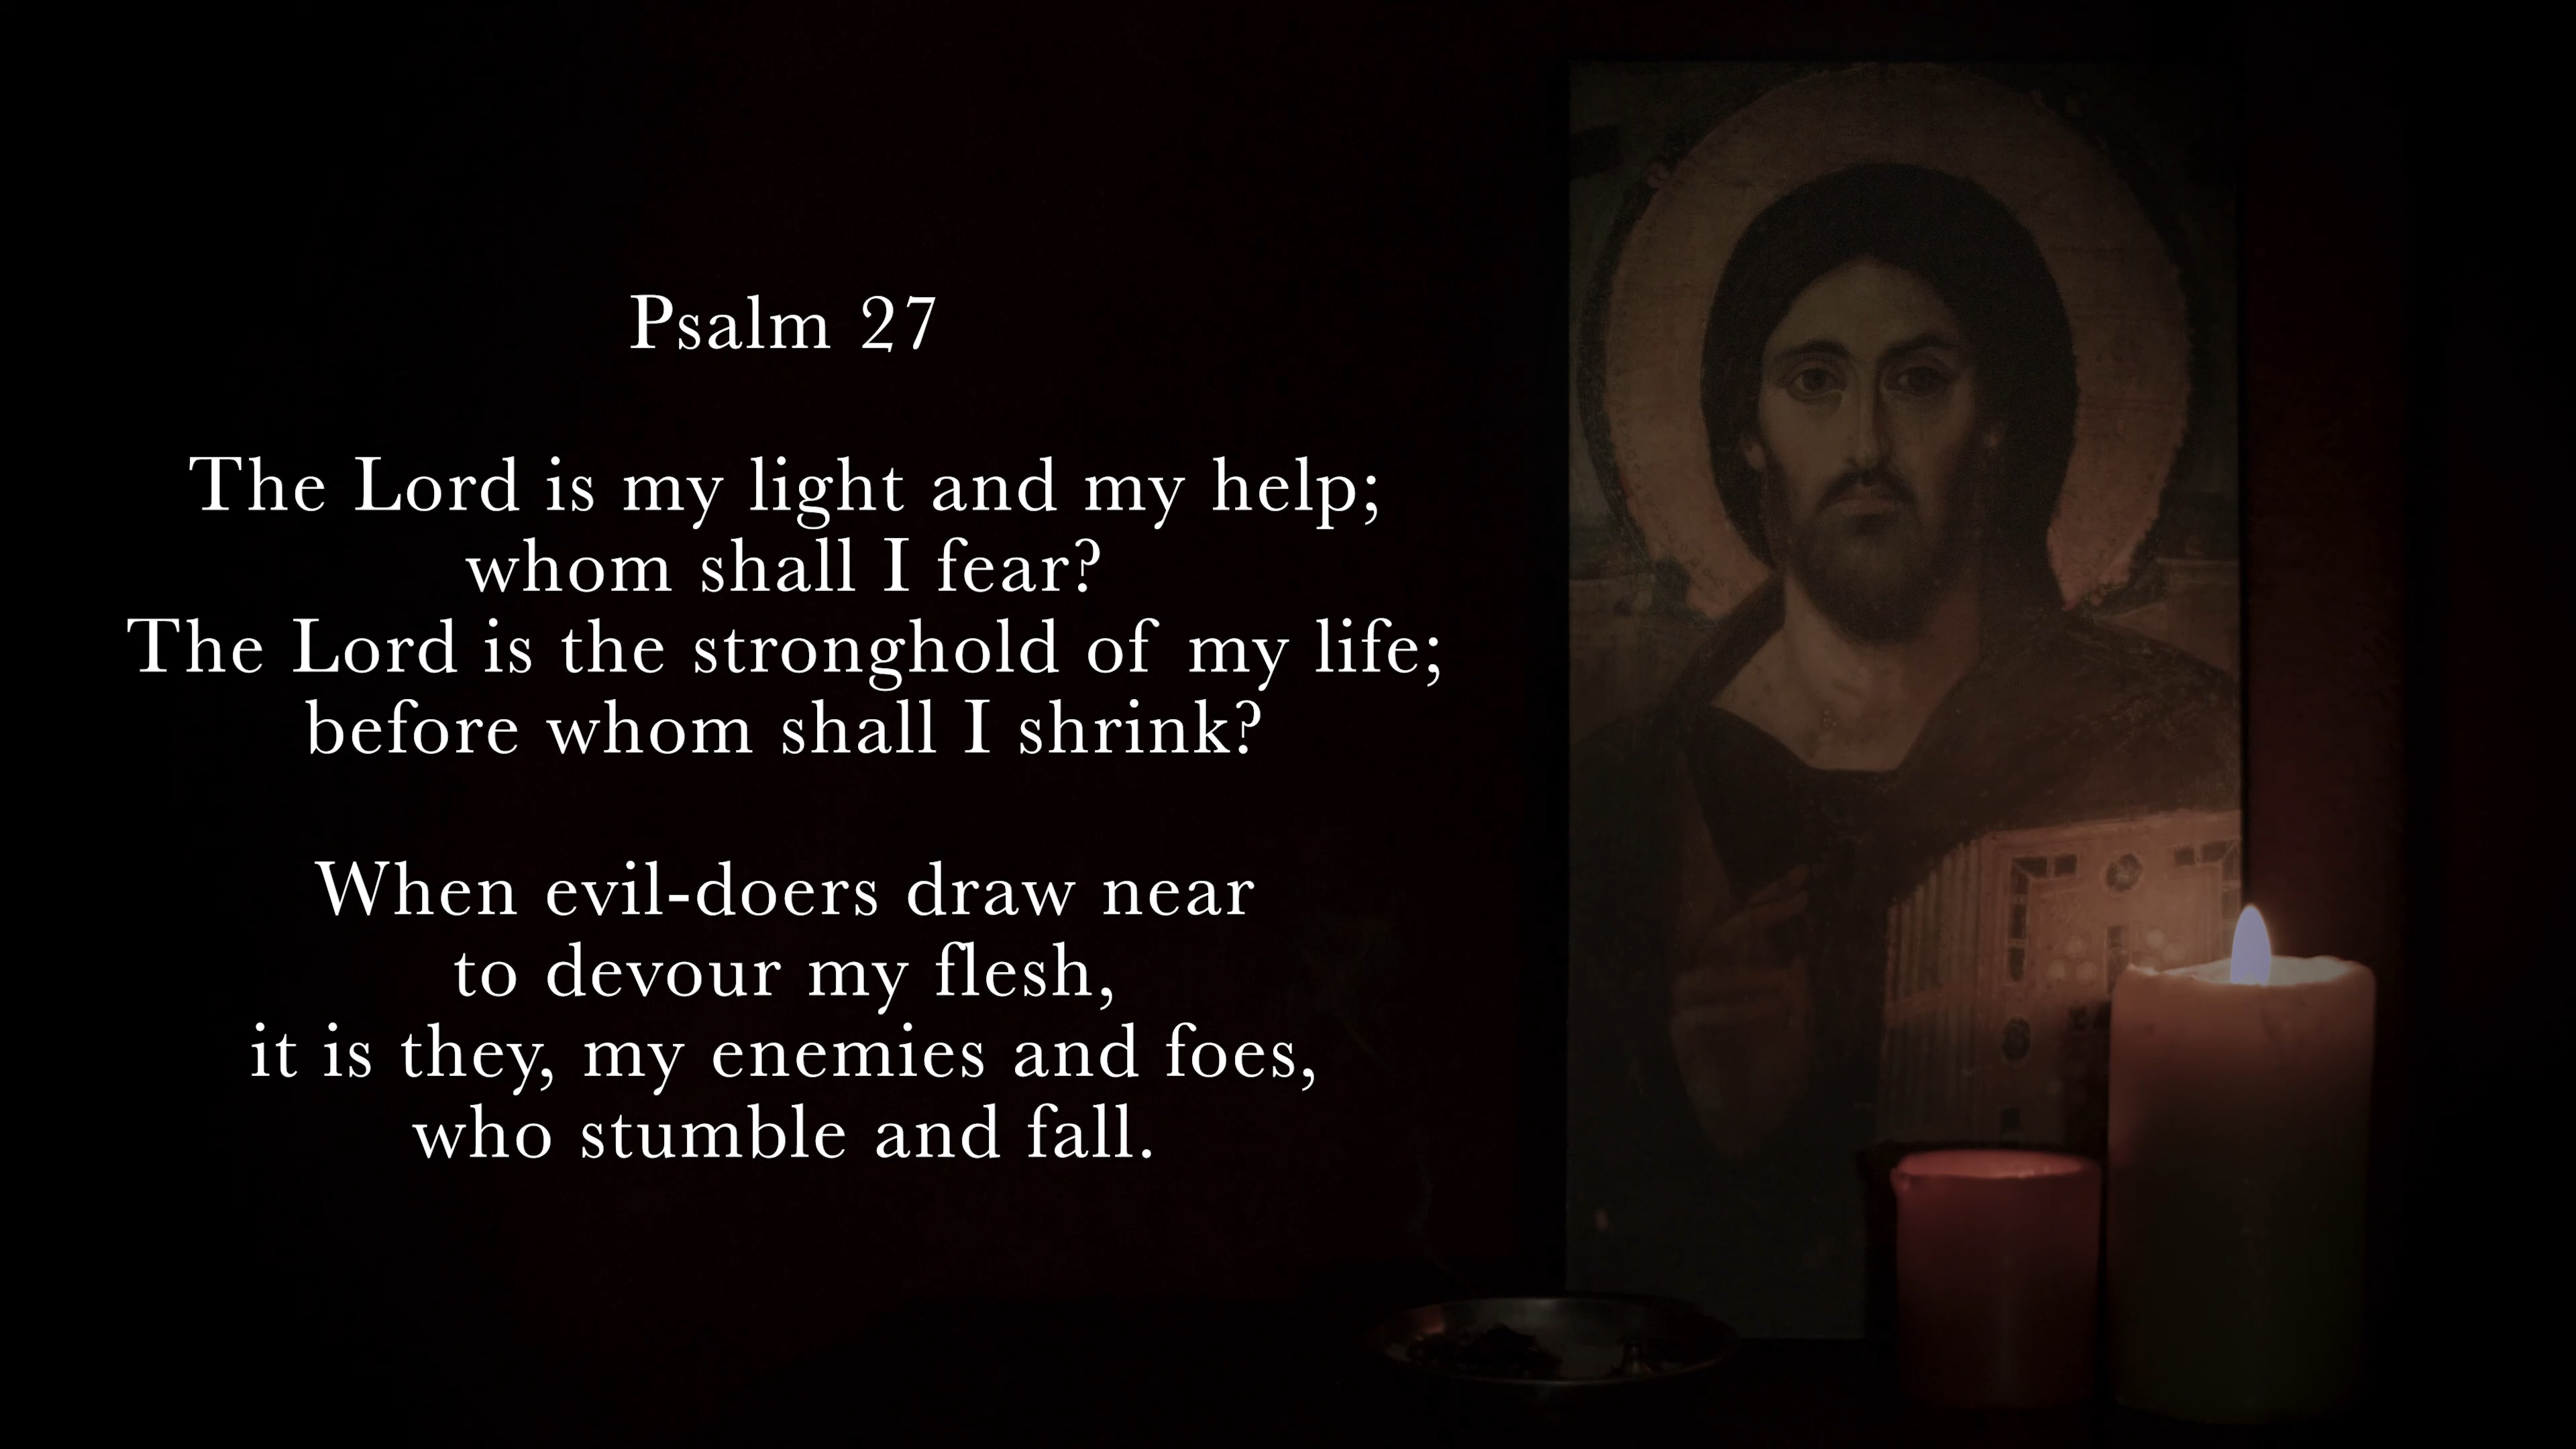 Psalm 27
The Lord is my light and my help;
whom shall I fear?
The Lord is the stronghold of my life;
before whom shall I shrink?
When evil-doers draw near
to devour my flesh,
it is they, my enemies and foes,
who stumble and fall.